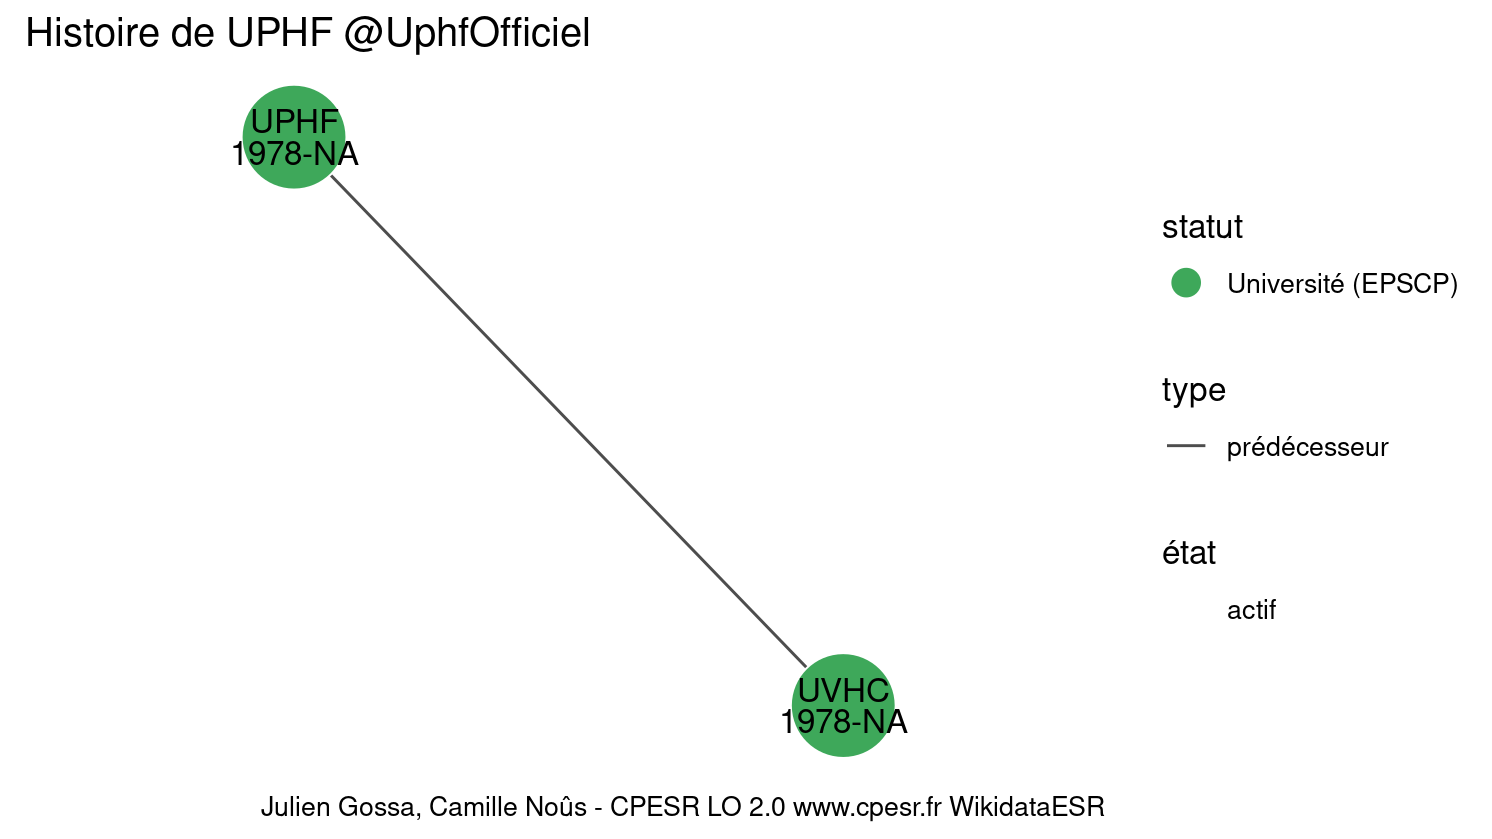 Histoire de UPHF @UphfOfficiel
UPHF
1978-NA
statut
Université (EPSCP)
type
prédécesseur
état
actif
UVHC
1978-NA
Julien Gossa, Camille Noûs - CPESR LO 2.0 www.cpesr.fr WikidataESR